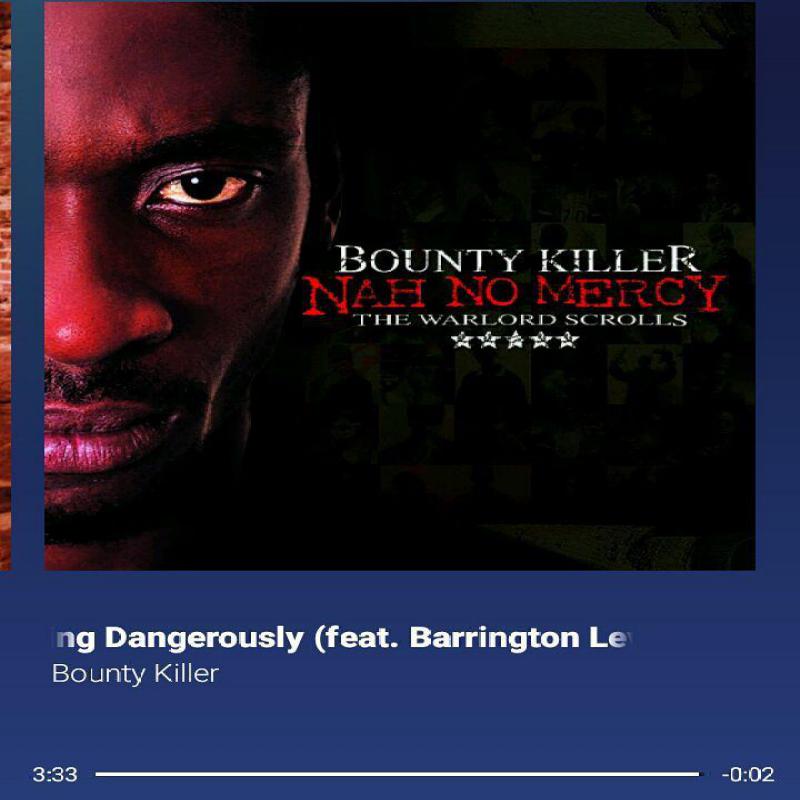 BOUNTY KILLER
NAH NO MERCY
THE WARLORD SCROLLS
ng Dangerously (feat. Barrington Le
Bounty Killer
3:33 -0:02